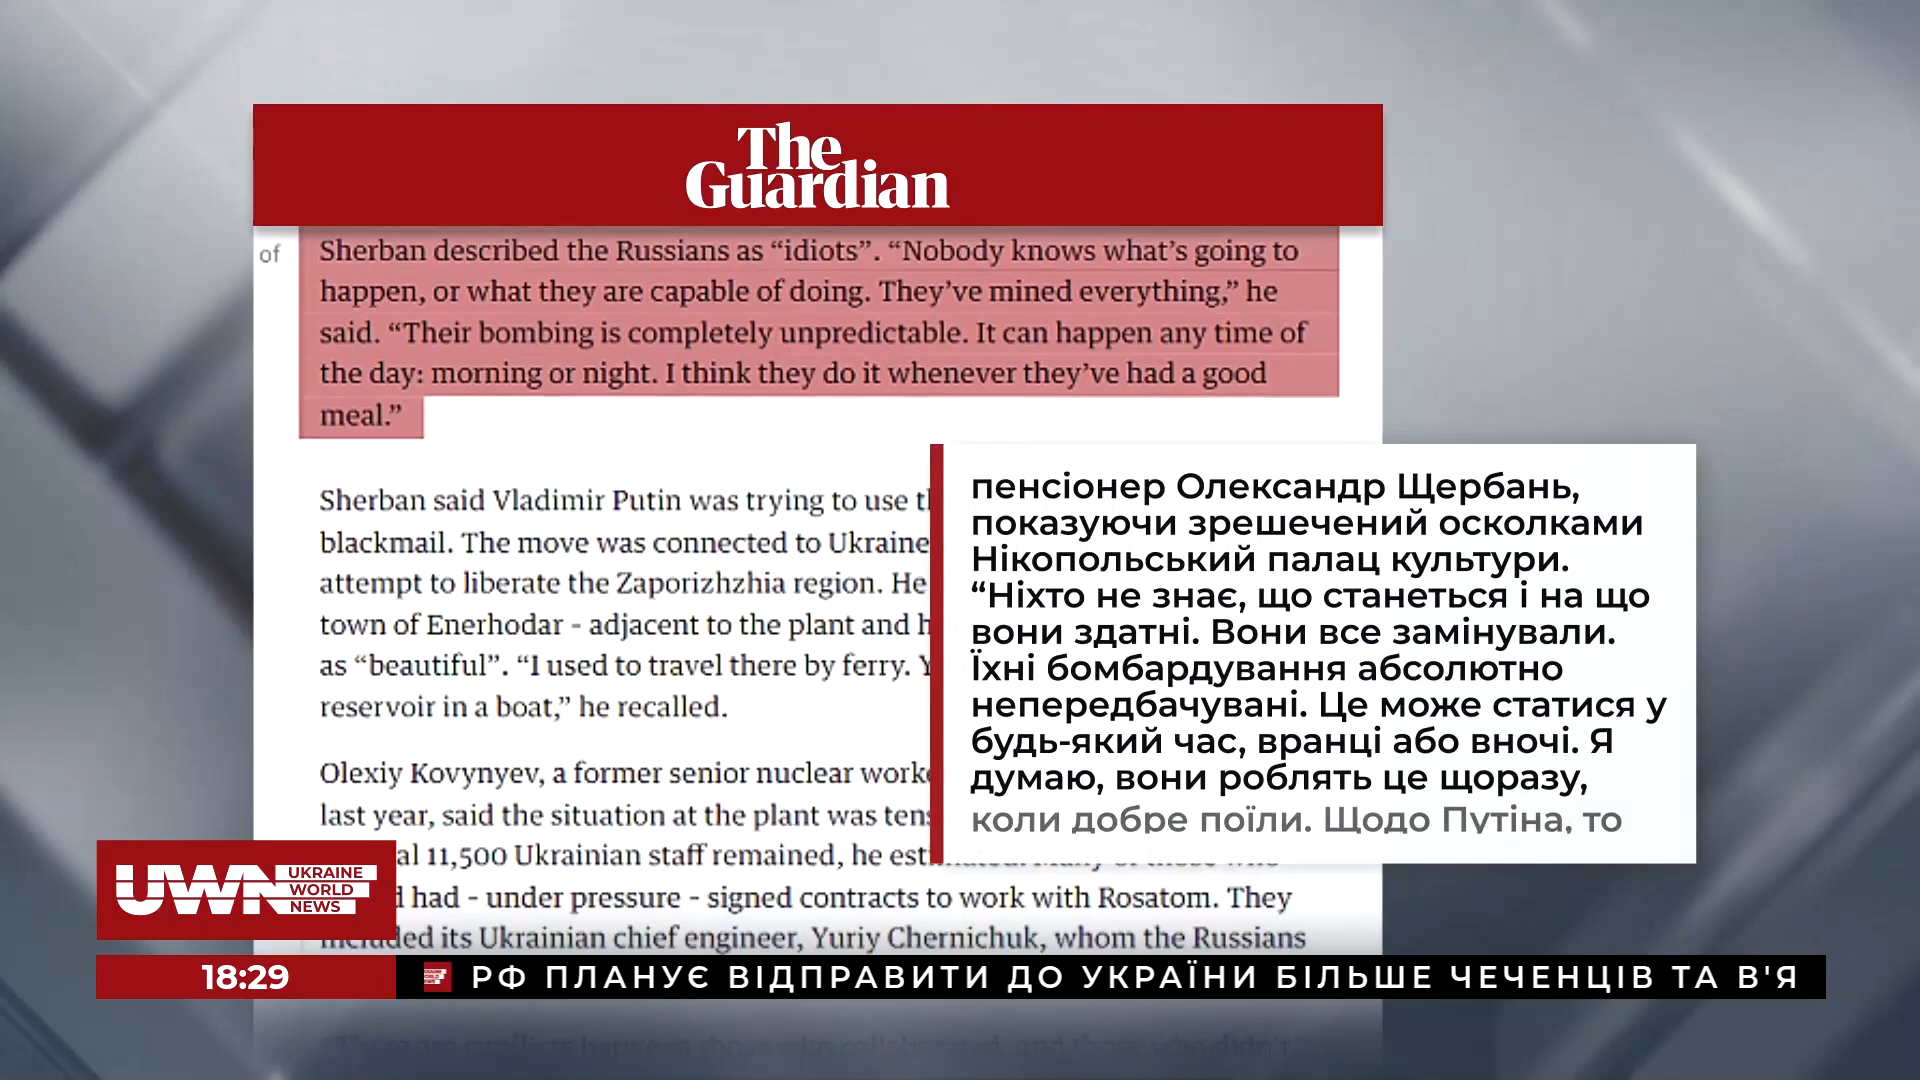 The
Guardian
of
Sherban described the Russians as “idiots”. “Nobody knows what’s going to
happen, or what they are capable of doing. They’ve mined everything,” he
said. “Their bombing is completely unpredictable. It can happen any time of
the day: morning or night. I think they do it whenever they’ve had a good
meal.”
Sherban said Vladimir Putin was trying to use
blackmail. The move was connected to Ukraine
attempt to liberate the Zaporizhzhia region. He
town of Enerhodar - adjacent to the plant and
as “beautiful”. “I used to travel there by ferry.
reservoir in a boat,” he recalled.
Olexiy Kovynyev, a former senior nuclear
last year, said the situation at the plant was
11,500 Ukrainian staff remained, he
had - under pressure - signed contracts to work with Rosatom. They
included its Ukrainian chief engineer, Yuriy Chernichuk, whom the Russians
пенсіонер Олександр Щербань,
показуючи зрешечений осколками
Нікопольський палац культури.
“Ніхто не знає, що станеться і на що
вони здатні. Вони все замінували.
Їхні бомбардування абсолютно
непередбачувані. Це може статися у
будь-який час, вранці або вночі. Я
думаю, вони роблять це щоразу,
коли добре поїли. Щодо Путіна, то
UWN UKRAINE
WORLD
NEWS
18:29
РФ ПЛАНУЄ ВІДПРАВИТИ ДО УКРАЇНИ БІЛЬШЕ ЧЕЧЕНЦІВ ТА В'Я